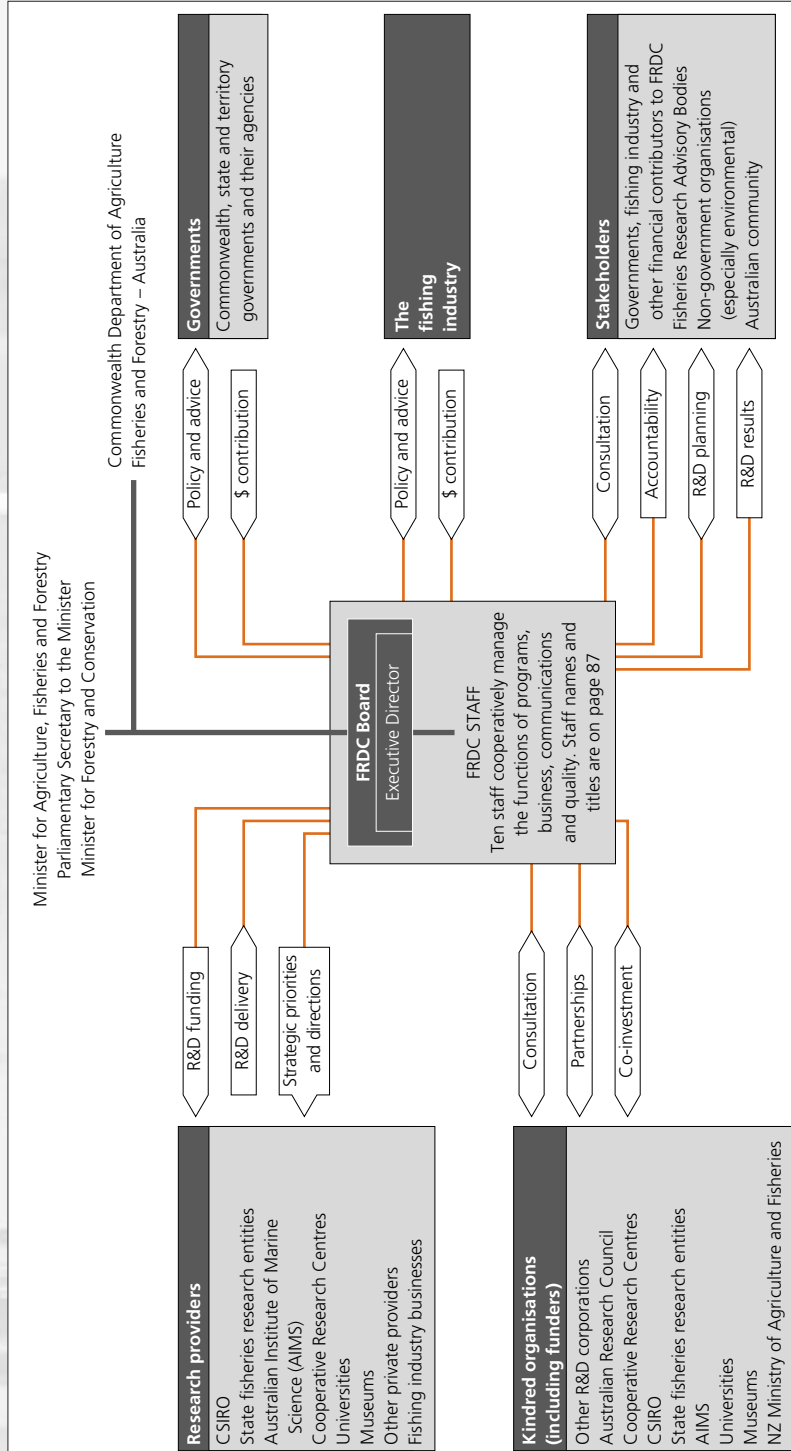 Minister for Agriculture, Fisheries and Forestry
Parliamentary Secretary to the Minister
Minister for Forestry and Conservation
Commonwealth Department of Agriculture
Fisheries and Forestry – Australia
Research providers
CSIRO
State fisheries research entities
Australian Institute of Marine
Science (AIMS)
Cooperative Research Centres
Universities
Museums
Other private providers
Fishing industry businesses
R&D funding
R&D delivery
Strategic priorities
and directions
FRDC Board
Executive Director
FRDC STAFF
Ten staff cooperatively manage
the functions of programs,
business, communications
and quality. Staff names and
titles are on page 87
Policy and advice
$ contribution
Governments
Commonwealth, state and territory
governments and their agencies
Policy and advice
$ contribution
The
fishing
industry
Kindred organisations
(including funders)
Other R&D corporations
Australian Research Council
Cooperative Research Centres
CSIRO
State fisheries research entities
AIMS
Universities
Museums
NZ Ministry of Agriculture and Fisheries
Consultation
Partnerships
Co-investment
Consultation
Accountability
R&D planning
R&D results
Stakeholders
Governments, fishing industry and
other financial contributors to FRDC
Fisheries Research Advisory Bodies
Non-government organisations
(especially environmental)
Australian community